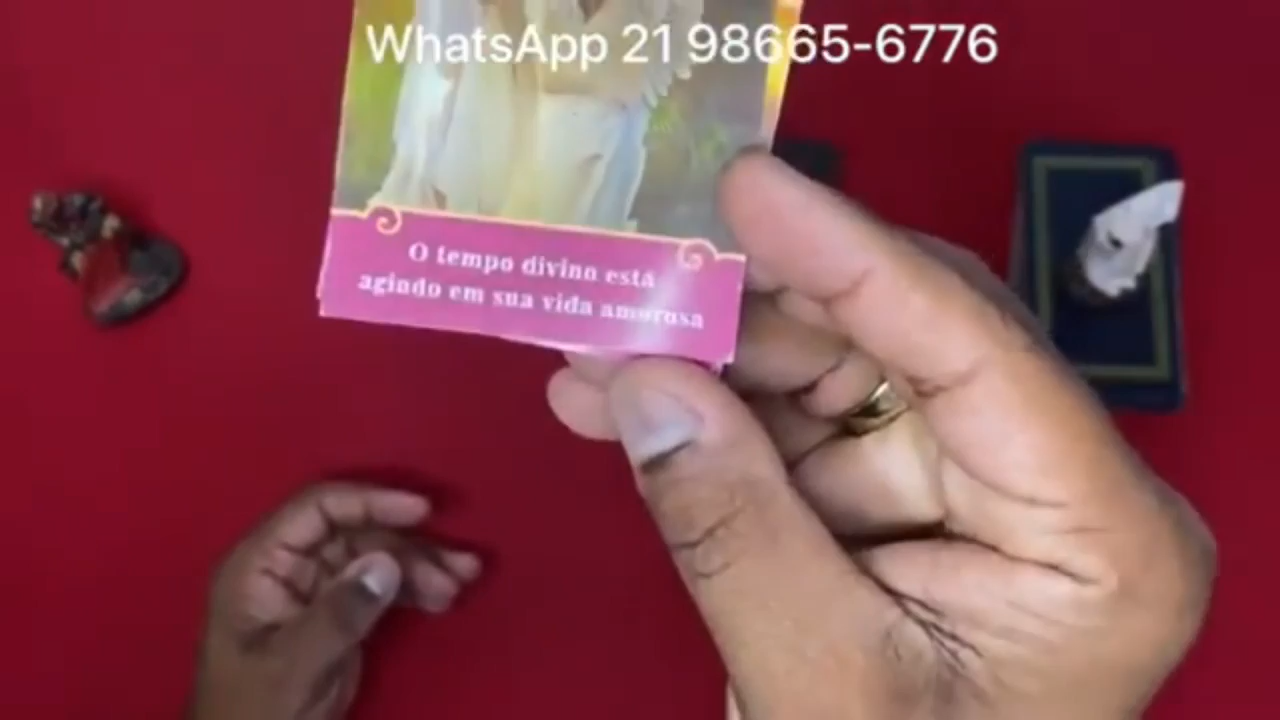 WhatsApp 21 98665-6776
O tempo divino está
agindo em sua vida amorosa